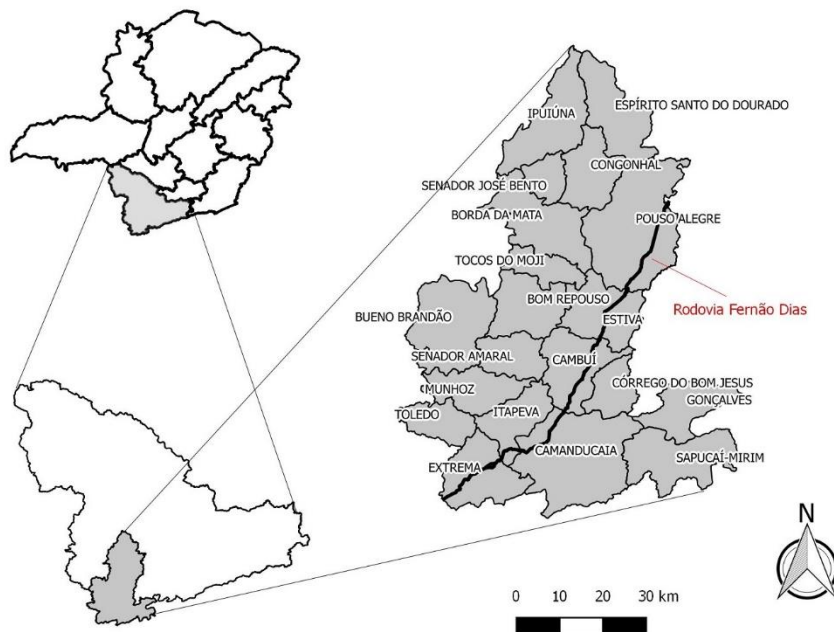 IPUIÚNA
ESPÍRITO SANTO DO DOURADO
CONGONHAL
SENADOR JOSÉ BENTO
BORDA DA MATA
POUSO ALEGRE
TOCOS DO MOJI
BOM REPOUSO
Rodovia Fernão Dias
BUENO BRANDÃO
ESTIVA
SENADOR AMARAL
CAMBUÍ
MUNHOZ
CÓRREGO DO BOM JESUS
GONÇALVES
TOLEDO
ITAPEVA
CAMANDUCAIA
SAPUCAÍ-MIRIM
EXTREMA
N
0 10 20 30 km